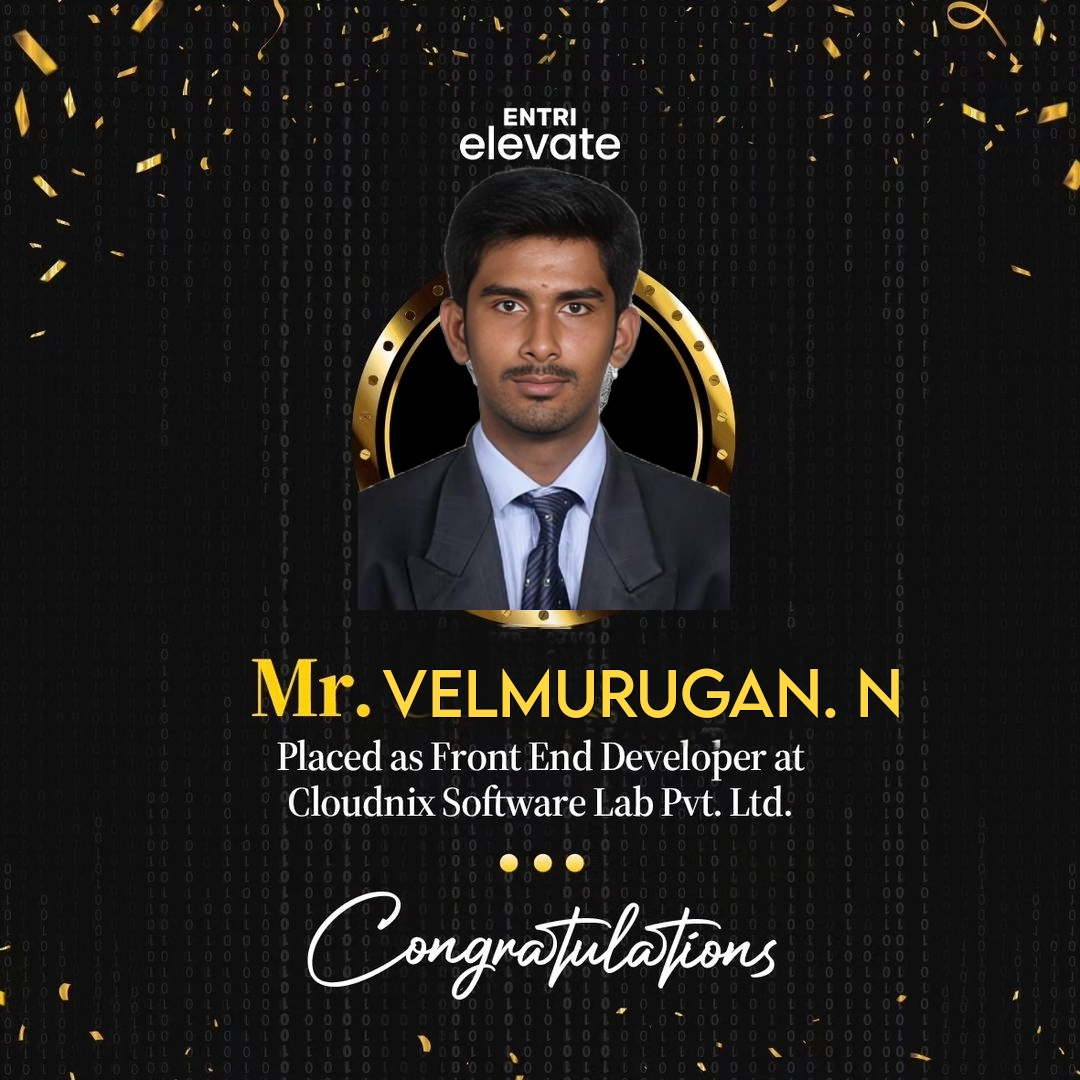 ENTRI
elevate
Mr. VELMURUGAN. N
Placed as Front End Developer at
Cloudnix Software Lab Pvt. Ltd.
Congratulations